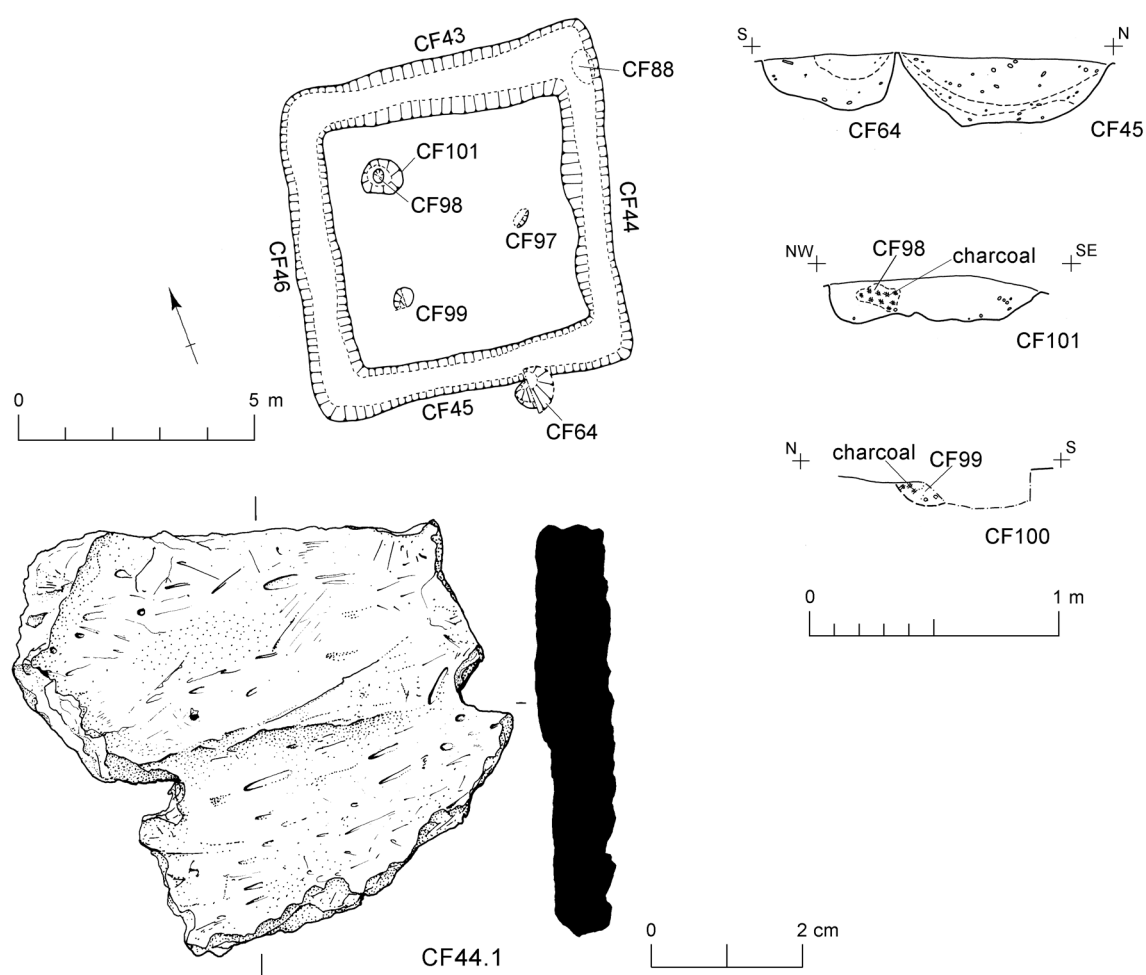 CF43
CF88
CF101
CF98
CF97
CF44
CF46
CF99
CF45
CF64
0 5 m
S N
CF64 CF45
NW CF98 charcoal SE
CF101
N charcoal CF99 S
CF100
0 1 m
CF44.1
0 2 cm